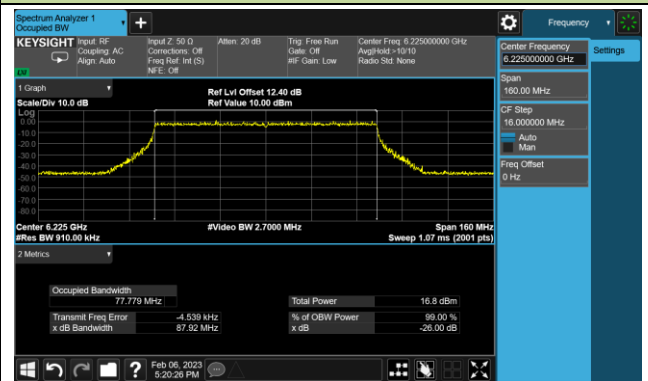 Spectrum Analyzer 1
Occupied BW
Frequency
KEYSIGHT
Input: RF
Coupling: AC
Align: Auto
Input Z: 50 Ω
Corrections: Off
Freq Ref: Int (S)
NFE: Off
Atten: 20 dB
Trig: Free Run
Gate: Off
#IF Gain: Low
Center Freq: 6.225000000 GHz
Avg|Hold:>10/10
Radio Std: None
Center Frequency
6.225000000 GHz
Settings
Span
160.00 MHz
CF Step
16.000000 MHz
Auto
Man
Freq Offset
0 Hz
1 Graph
Scale/Div 10.0 dB
Ref Lvl Offset 12.40 dB
Ref Value 10.00 dBm
Log
0.00
-10.0
-20.0
-30.0
-40.0
-50.0
-60.0
-70.0
-80.0
Center 6.225 GHz
#Res BW 910.00 kHz
#Video BW 2.7000 MHz
Span 160 MHz
Sweep 1.07 ms (2001 pts)
2 Metrics
Occupied Bandwidth
77.779 MHz
Total Power 16.8 dBm
Transmit Freq Error -4.539 kHz
% of OBW Power 99.00 %
x dB Bandwidth 87.92 MHz
x dB -26.00 dB
Feb 06, 2023
5:20:26 PM